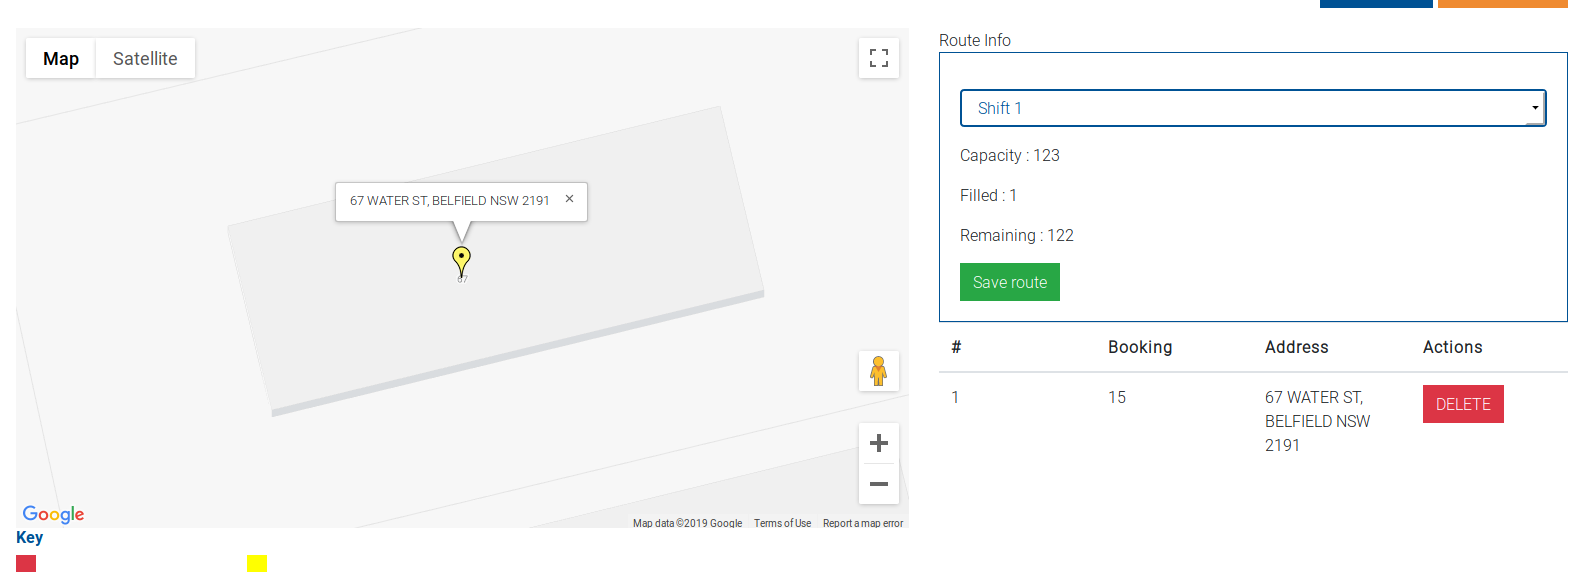 Map
Satellite
67 WATER ST, BELFIELD NSW 2191
67
Google
Map data ©2019 Google
Terms of Use
Report a map error
Key
Route Info
Shift 1
Capacity : 123
Filled : 1
Remaining : 122
Save route
# Booking Address Actions
1 15 67 WATER ST, DELETE
BELFIELD NSW
2191